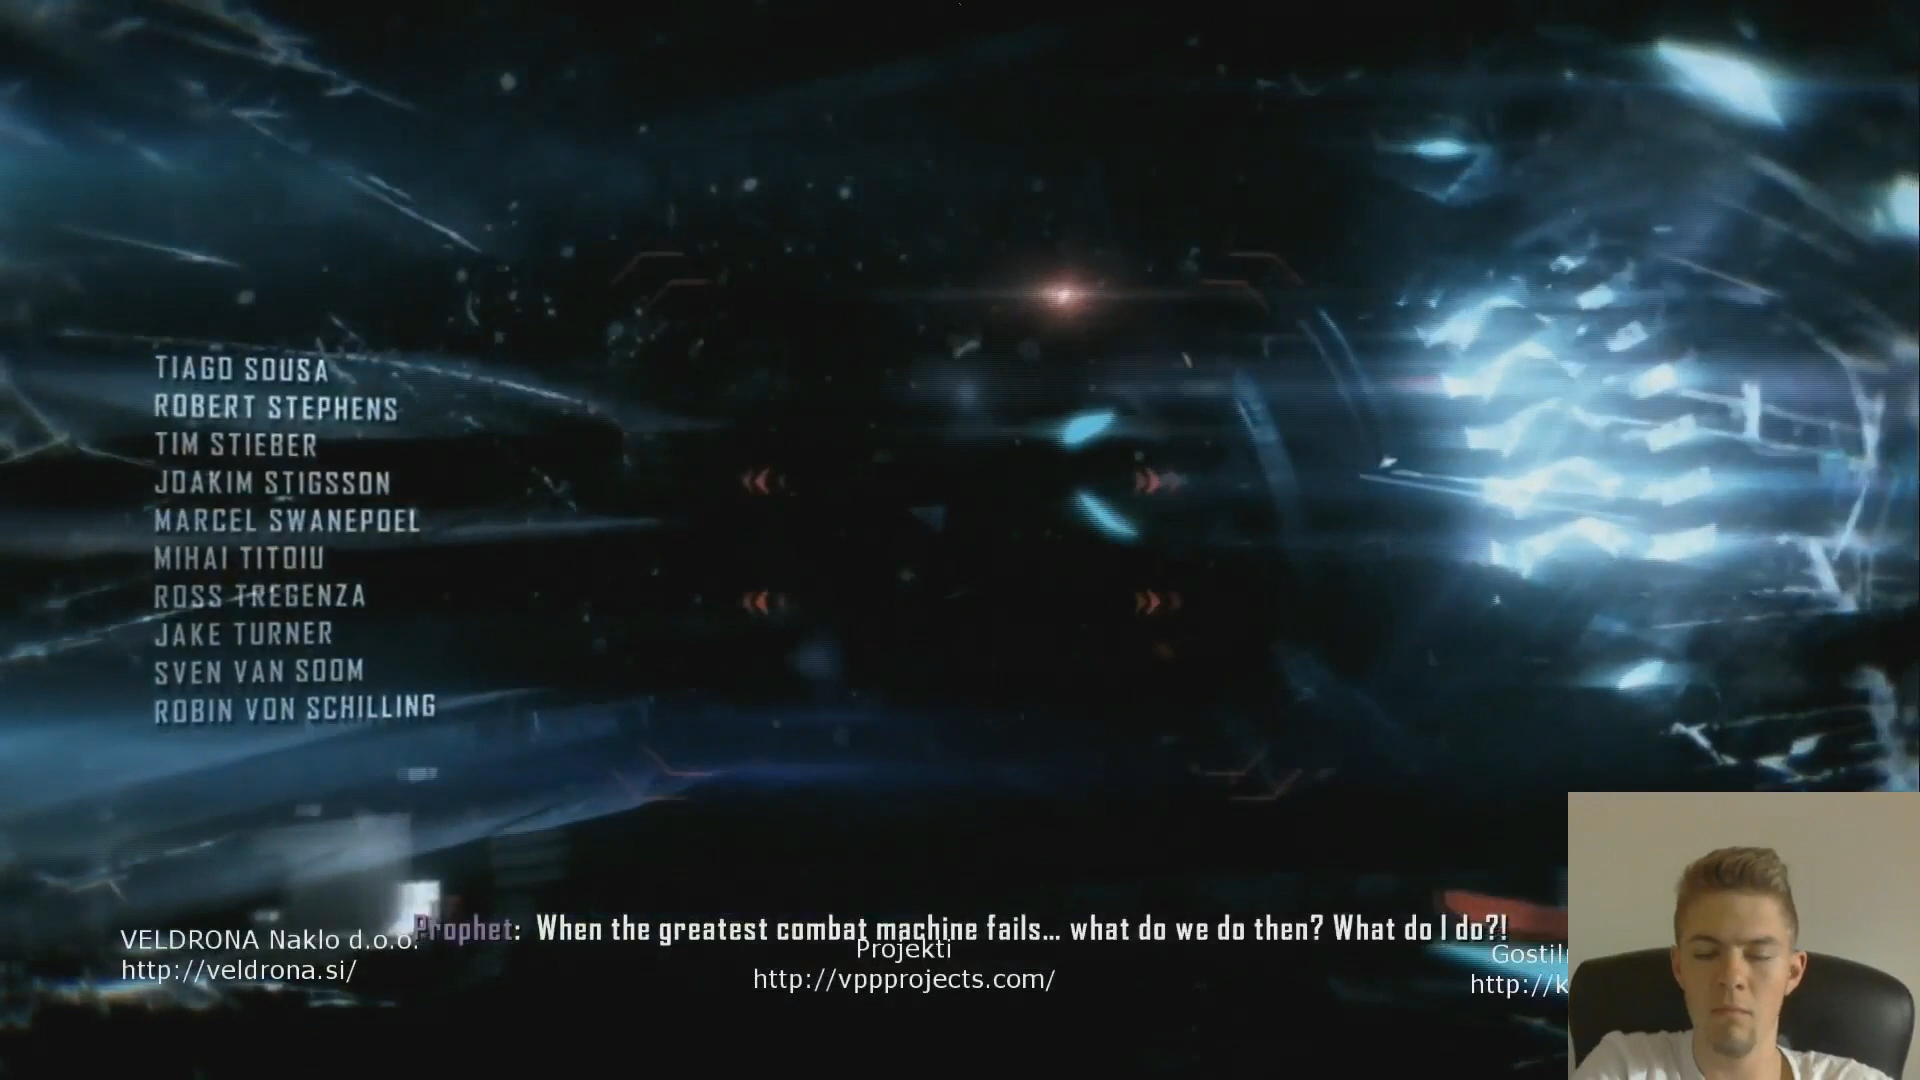 TIAGO SOUSA
ROBERT STEPHENS
TIM STIEBER
JOAKIM STIGSSON
MARCEL SWANEPOEL
MIHAI TITOIU
ROSS TREGENZA
JAKE TURNER
SVEN VAN SOOM
ROBIN VON SCHILLING
Prophet: When the greatest combat machine fails... what do we do then? What do I do?!
VELDRONA Naklo d.o.o.
http://veldrona.si/
Projekti
http://vppprojects.com/